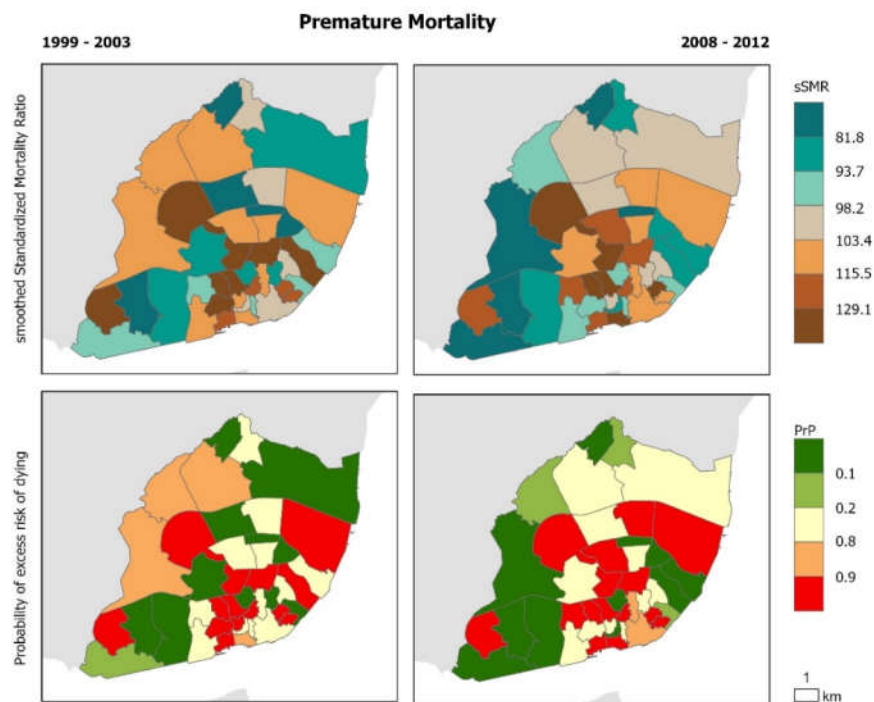 Premature Mortality
1999 - 2003
2008 - 2012
smoothed Standardized Mortality Ratio
sSMR
81.8
93.7
98.2
103.4
115.5
129.1
Probability of excess risk of dying
PrP
0.1
0.2
0.8
0.9
1
km